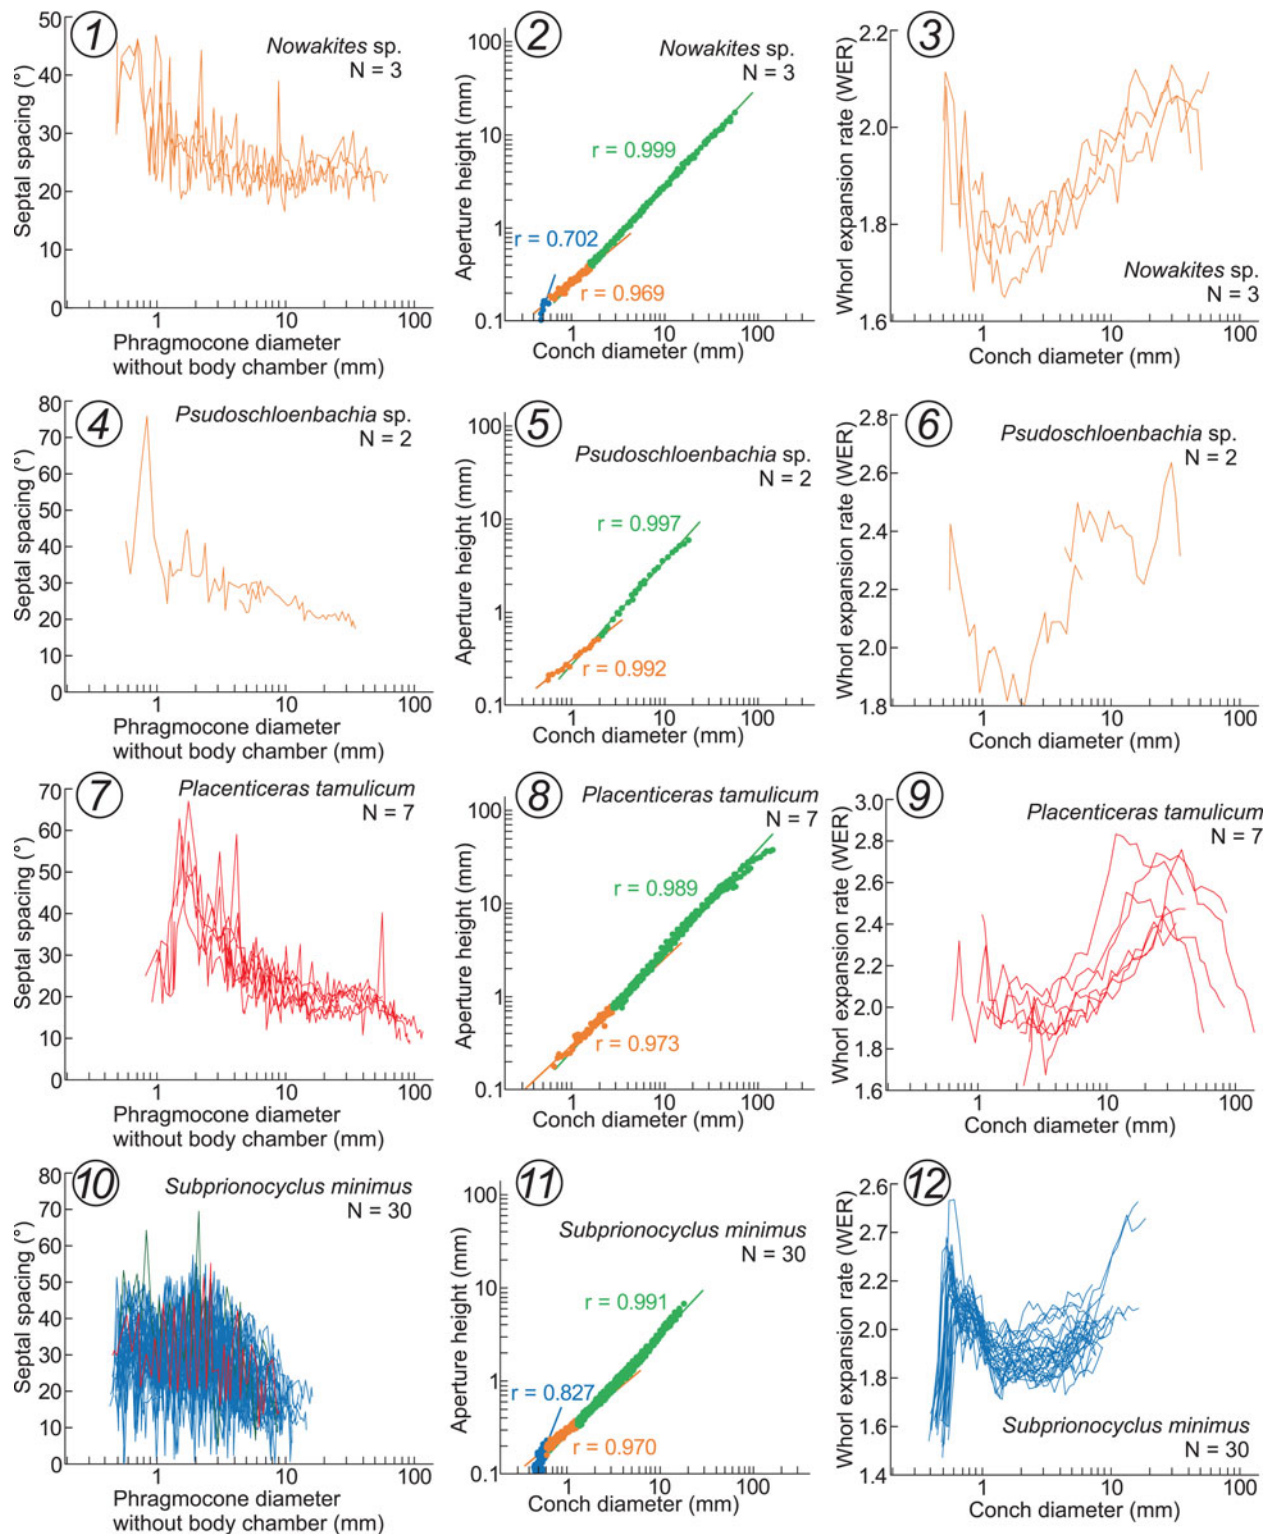 1
Nowakites sp.
N = 3
Septal spacing (°)
50
40
30
20
10
0
1
10
100
Phragmocone diameter
without body chamber (mm)
2
Nowakites sp.
N = 3
Aperture height (mm)
100
10
1
0.1
r = 0.999
r = 0.702
r = 0.969
1
10
100
Conch diameter (mm)
3
Whorl expansion rate (WER)
2.2
2.0
1.8
1.6
Nowakites sp.
N = 3
1
10
100
Conch diameter (mm)
4
Psudoschloenbachia sp.
N = 2
Septal spacing (°)
80
70
60
50
40
30
20
10
0
1
10
100
Phragmocone diameter
without body chamber (mm)
5
Psudoschloenbachia sp.
N = 2
Aperture height (mm)
100
10
1
0.1
r = 0.997
r = 0.992
1
10
100
Conch diameter (mm)
6
Psudoschloenbachia sp.
N = 2
Whorl expansion rate (WER)
2.8
2.6
2.4
2.2
2.0
1.8
1
10
100
Conch diameter (mm)
7
Placenticeras tamulicum
N = 7
Septal spacing (°)
70
60
50
40
30
20
10
0
1
10
100
Phragmocone diameter
without body chamber (mm)
8
Placenticeras tamulicum
N = 7
Aperture height (mm)
100
10
1
0.1
r = 0.989
r = 0.973
1
10
100
Conch diameter (mm)
9
Placenticeras tamulicum
N = 7
Whorl expansion rate (WER)
3.0
2.8
2.6
2.4
2.2
2.0
1.8
1.6
1
10
100
Conch diameter (mm)
10
Subprionocyclus minimus
N = 30
Septal spacing (°)
80
70
60
50
40
30
20
10
0
1
10
100
Phragmocone diameter
without body chamber (mm)
11
Subprionocyclus minimus
N = 30
Aperture height (mm)
100
10
1
0.1
r = 0.991
r = 0.827
r = 0.970
1
10
100
Conch diameter (mm)
12
Whorl expansion rate (WER)
2.6
2.7
2.2
2.0
1.8
1.6
1.4
Subprionocyclus minimus
N = 30
1
10
100
Conch diameter (mm)